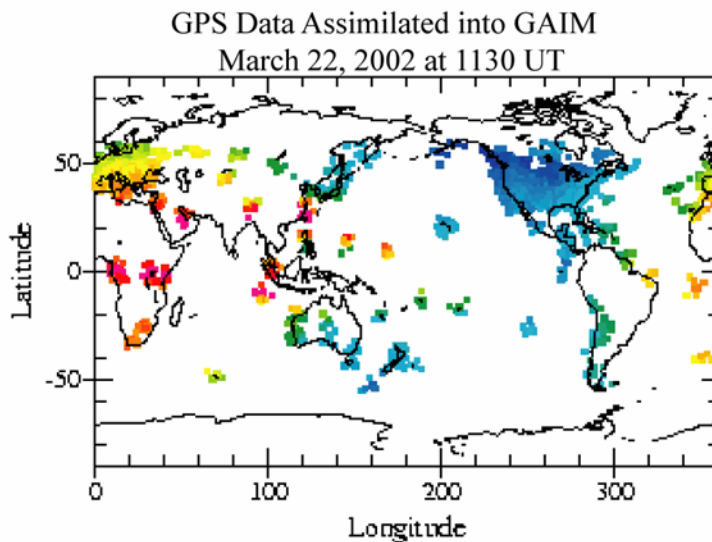 GPS Data Assimilated into GAIM
March 22, 2002 at 1130 UT
50
0
-50
Latitude
0
100
200
300
Longitude